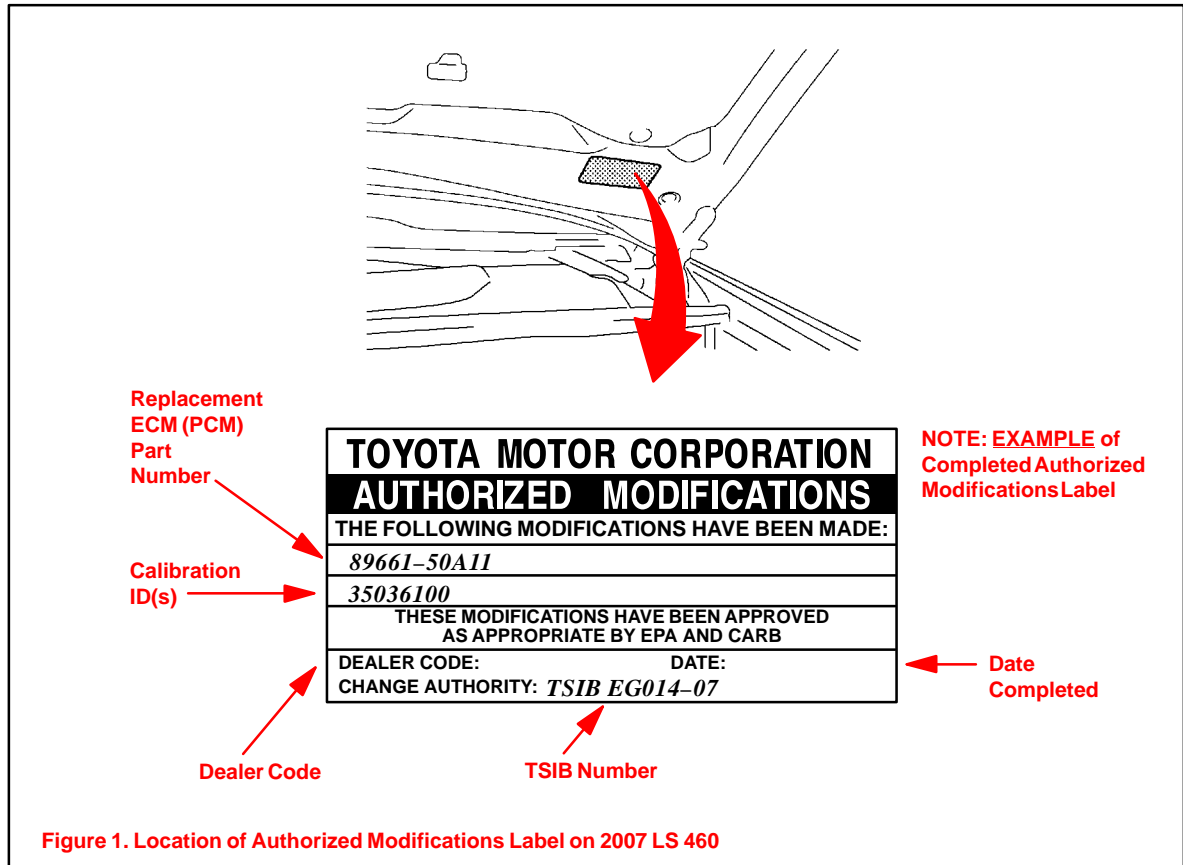 Replacement
ECM (PCM)
Part
Number
Calibration
ID(s)
TOYOTA MOTOR CORPORATION
AUTHORIZED MODIFICATIONS
THE FOLLOWING MODIFICATIONS HAVE BEEN MADE:
89661–50A11
35036100
THESE MODIFICATIONS HAVE BEEN APPROVED
AS APPROPRIATE BY EPA AND CARB
DEALER CODE: DATE:
CHANGE AUTHORITY: TSIB EG014–07
NOTE: EXAMPLE of
Completed Authorized
Modifications Label
Date
Completed
Dealer Code
TSIB Number
Figure 1. Location of Authorized Modifications Label on 2007 LS 460